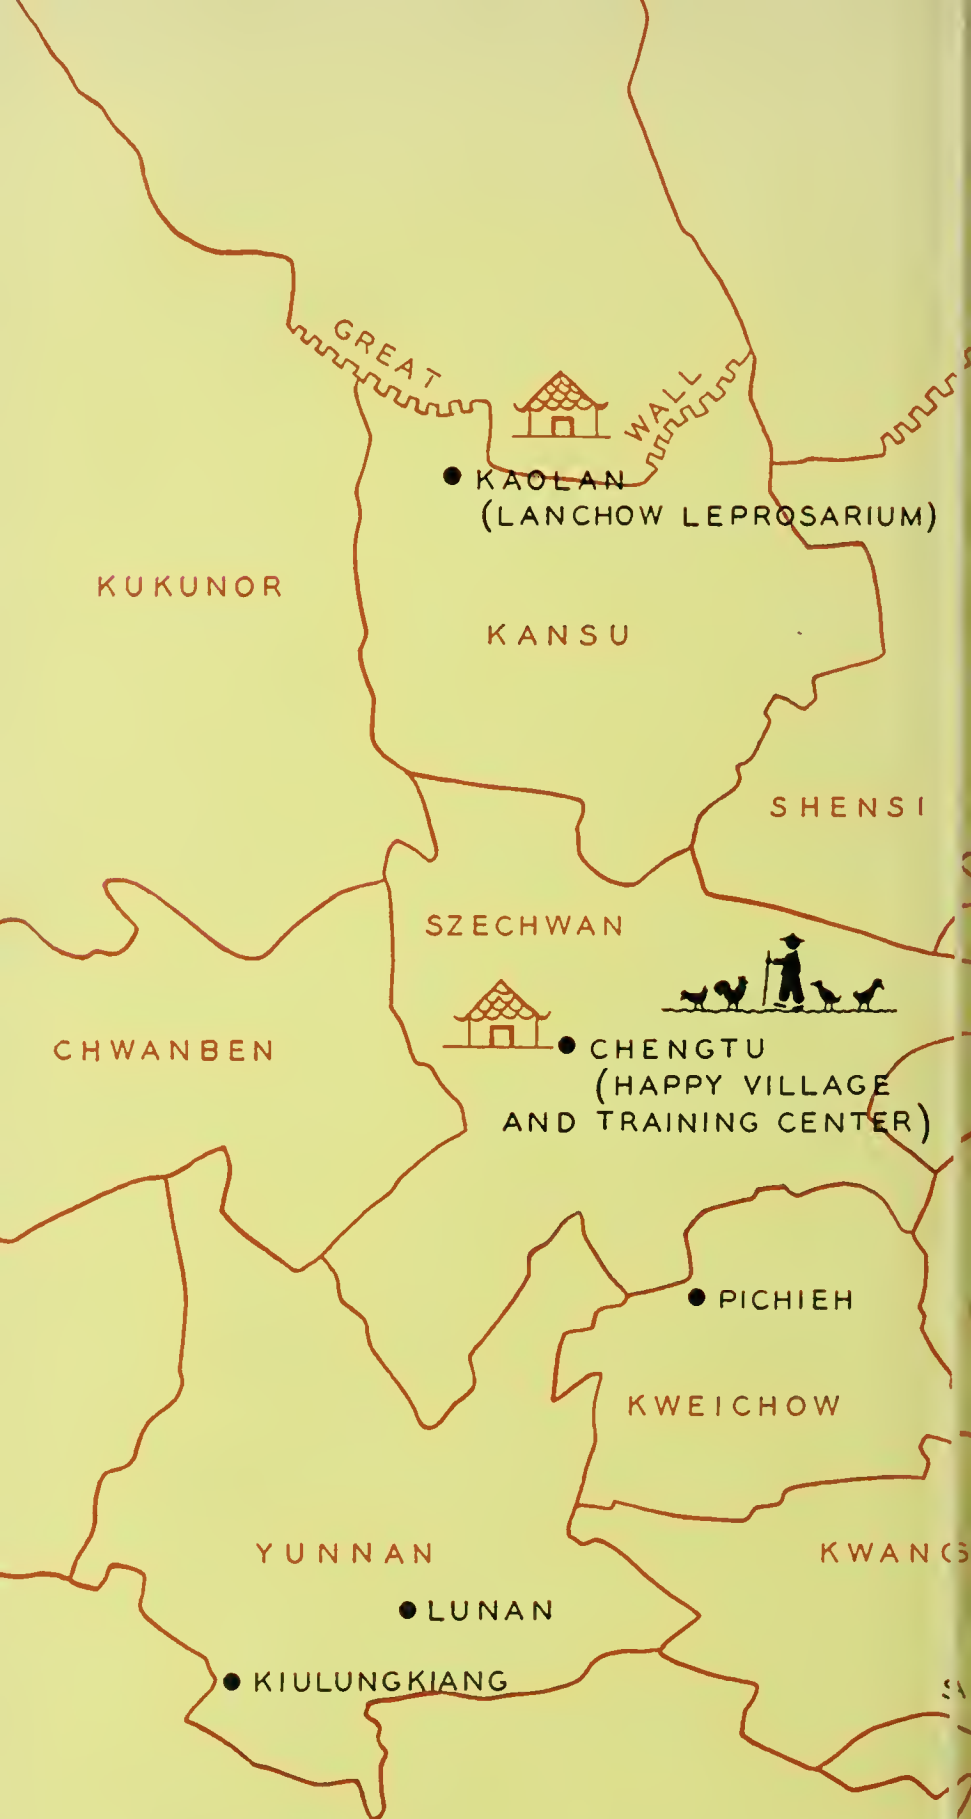 GREAT
WALL
KAOLAN
(LANCHOW LEPROSARIUM)
KUKUNOR
KANSU
SHENSI
SZECHWAN
CHWANBEN
CHENGTU
(HAPPY VILLAGE
AND TRAINING CENTER)
PICHIEH
KWEICHOW
YUNNAN
KWANGS
LUNAN
KIULUNGKIANG